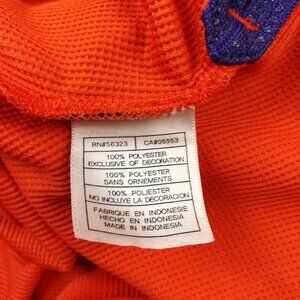 RN#56323 CA#05553
100% POLYESTER
EXCLUSIVE OF DECORATION
100% POLYESTER
SANS ORNEMENTS
100% POLIESTER
NO INCLUYE LA DECORACION
FABRIQUE EN INDONESIE
HECHO EN INDONESIA
MADE IN INDONESIA